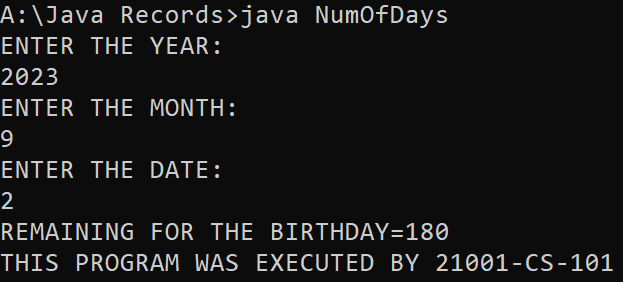 A:\Java Records>java NumOfDays
ENTER THE YEAR:
2023
ENTER THE MONTH:
9
ENTER THE DATE:
2
REMAINING FOR THE BIRTHDAY=180
THIS PROGRAM WAS EXECUTED BY 21001-CS-101